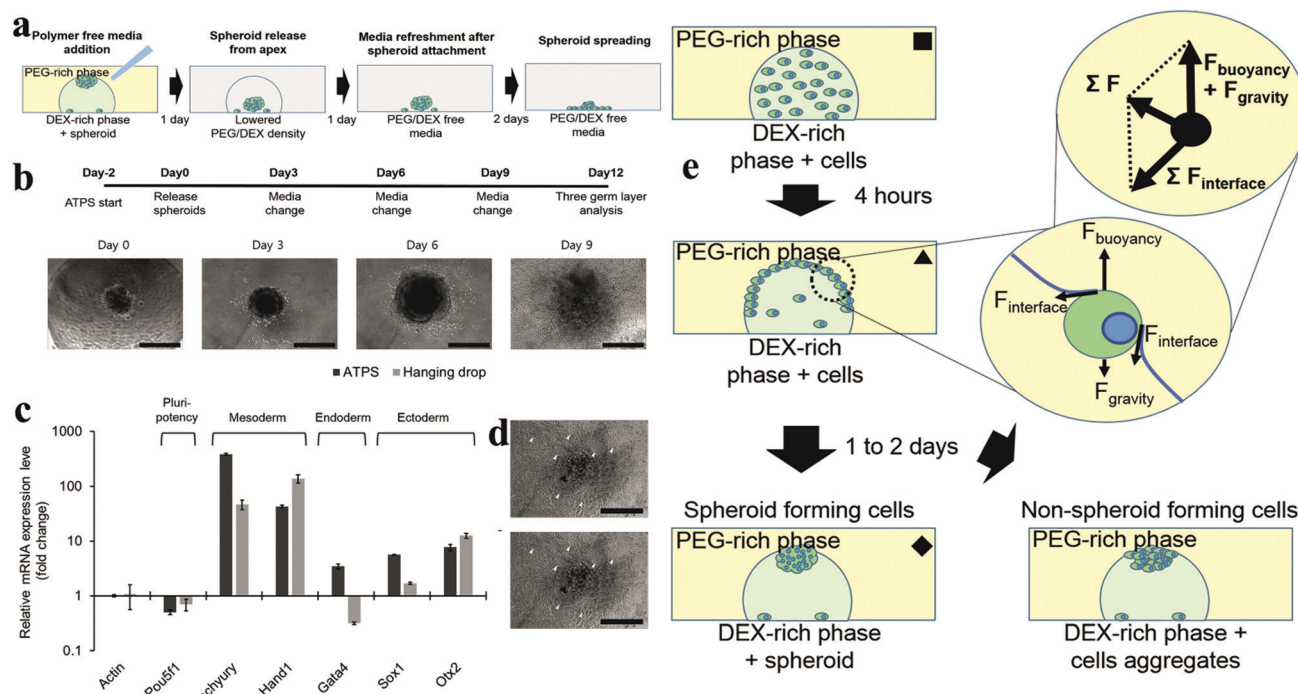 a
Polymer free media
addition
PEG-rich phase
DEX-rich phase
+ spheroid
1 day
Spheroid release
from apex
Lowered
PEG/DEX density
1 day
Media refreshment after
spheroid attachment
PEG/DEX free
media
2 days
Spheroid spreading
PEG/DEX free
media
b
Day-2 Day0 Day3 Day6 Day9 Day12
ATPS start
Release
spheroids
Media
change
Media
change
Media
change
Three germ layer
analysis
Day 0 Day 3 Day 6 Day 9
ATPS Hanging drop
c
Pluri-
potency
Mesoderm Endoderm Ectoderm
Relative mRNA expression level
(fold change)
1000
100
10
1
0.1
Actin
Pou5f1
chyury
Hand1
Gata4
Sox1
Otx2
d
e
PEG-rich phase
DEX-rich
phase + cells
4 hours
PEG-rich phase
DEX-rich
phase + cells
F buoyancy
+ F gravity
Σ F
Σ F interface
F buoyancy
F interface
F interface
F gravity
1 to 2 days
Spheroid forming cells
PEG-rich phase
DEX-rich phase
+ spheroid
Non-spheroid forming cells
PEG-rich phase
DEX-rich phase +
cells aggregates